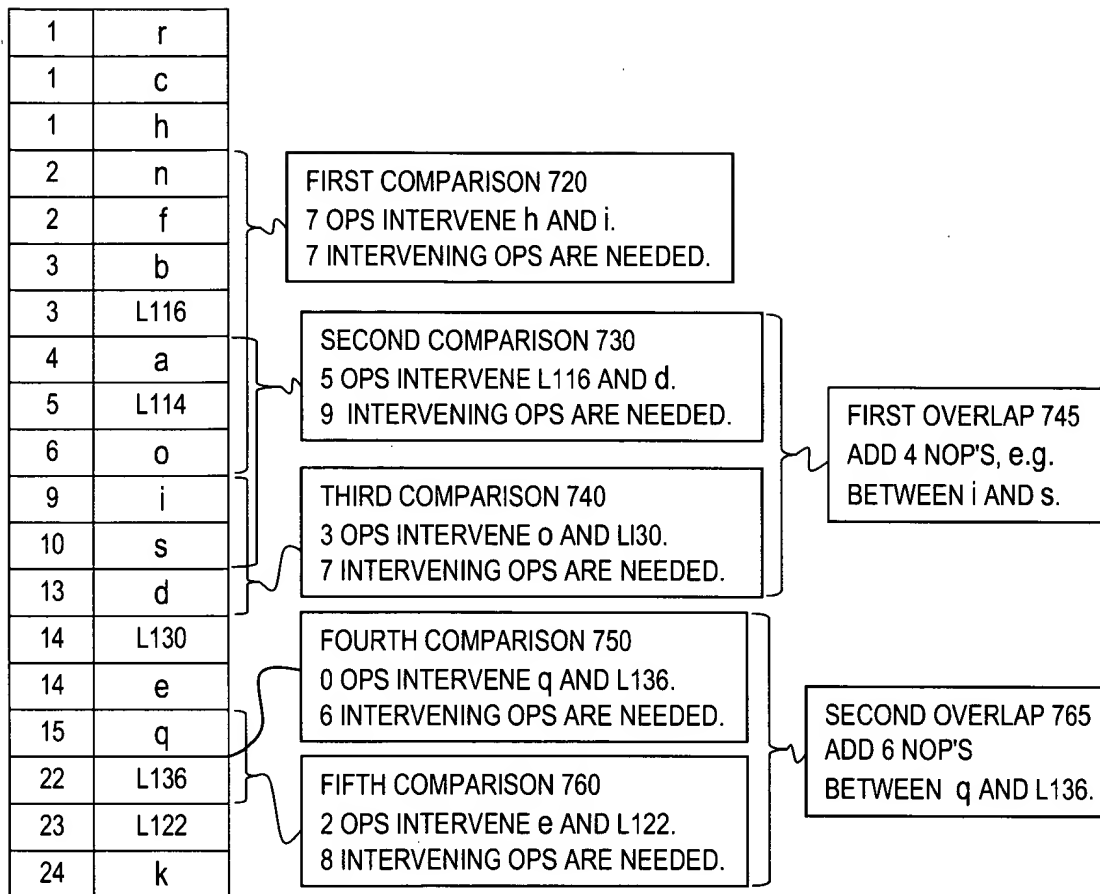 1 r
1 c
1 h
2 n
2 f
3 b
3 L116
4 a
5 L114
6 o
9 i
10 s
13 d
14 L130
14 e
15 q
22 L136
23 L122
24 k
FIRST COMPARISON 720
7 OPS INTERVENE h AND i.
7 INTERVENING OPS ARE NEEDED.
SECOND COMPARISON 730
5 OPS INTERVENE L116 AND d.
9 INTERVENING OPS ARE NEEDED.
THIRD COMPARISON 740
3 OPS INTERVENE o AND LI30.
7 INTERVENING OPS ARE NEEDED.
FIRST OVERLAP 745
ADD 4 NOP'S, e.g.
BETWEEN i AND s.
FOURTH COMPARISON 750
0 OPS INTERVENE q AND L136.
6 INTERVENING OPS ARE NEEDED.
FIFTH COMPARISON 760
2 OPS INTERVENE e AND L122.
8 INTERVENING OPS ARE NEEDED.
SECOND OVERLAP 765
ADD 6 NOP'S
BETWEEN q AND L136.